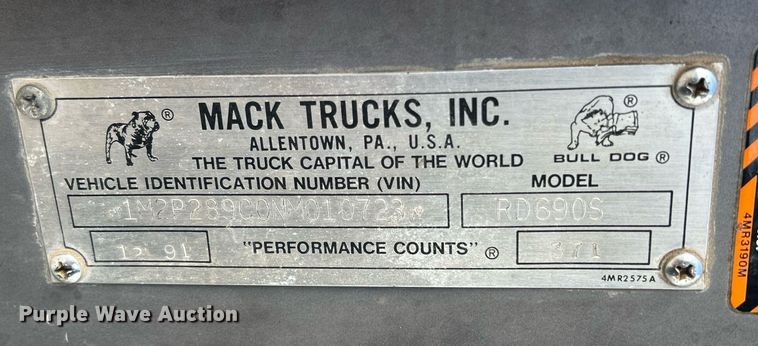 MACK TRUCKS, INC.
ALLENTOWN, PA., U.S.A.
THE TRUCK CAPITAL OF THE WORLD
BULL DOG ®
VEHICLE IDENTIFICATION NUMBER (VIN) MODEL
1M2P289C0NM010723 RD690S
12 91 "PERFORMANCE COUNTS" ® 371
4MR2575A
4MR3190M
Purple Wave Auction